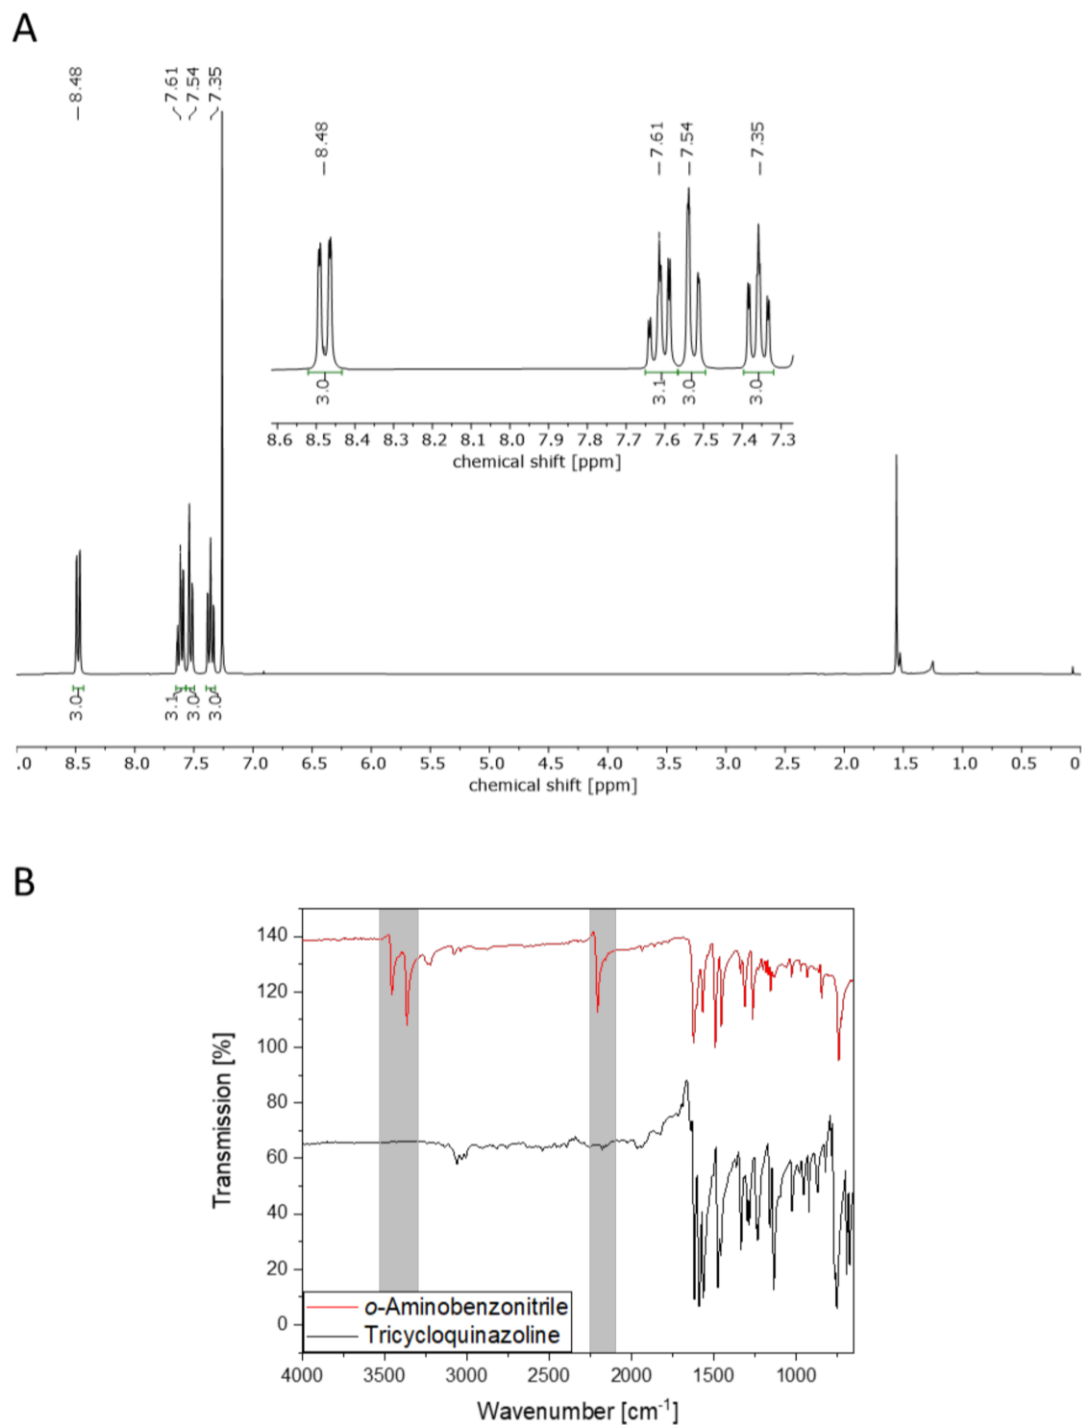 A
8.48
7.61
7.54
7.35
8.48
7.61
7.54
7.35
3.0
3.1
3.0
3.0
8.6 8.5 8.4 8.3 8.2 8.1 8.0 7.9 7.8 7.7 7.6 7.5 7.4 7.3
chemical shift [ppm]
3.0
3.1
3.0
3.0
.0 8.5 8.0 7.5 7.0 6.5 6.0 5.5 5.0 4.5 4.0 3.5 3.0 2.5 2.0 1.5 1.0 0.5 0
chemical shift [ppm]
B
140
120
100
80
60
40
20
0
Transmission [%]
o-Aminobenzonitrile
Tricycloquinazoline
4000 3500 3000 2500 2000 1500 1000
Wavenumber [cm-1]